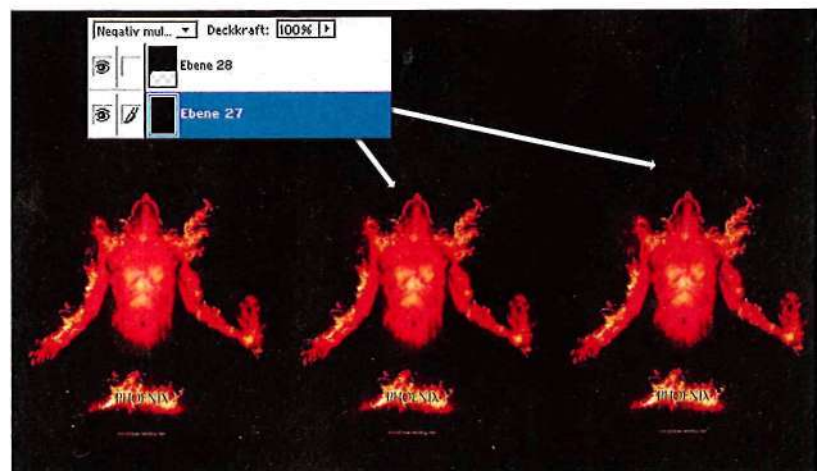 Negativ mul... Deckkraft: 100%
Ebene 28
Ebene 27
PHOENIX PHOENIX PHOENIX